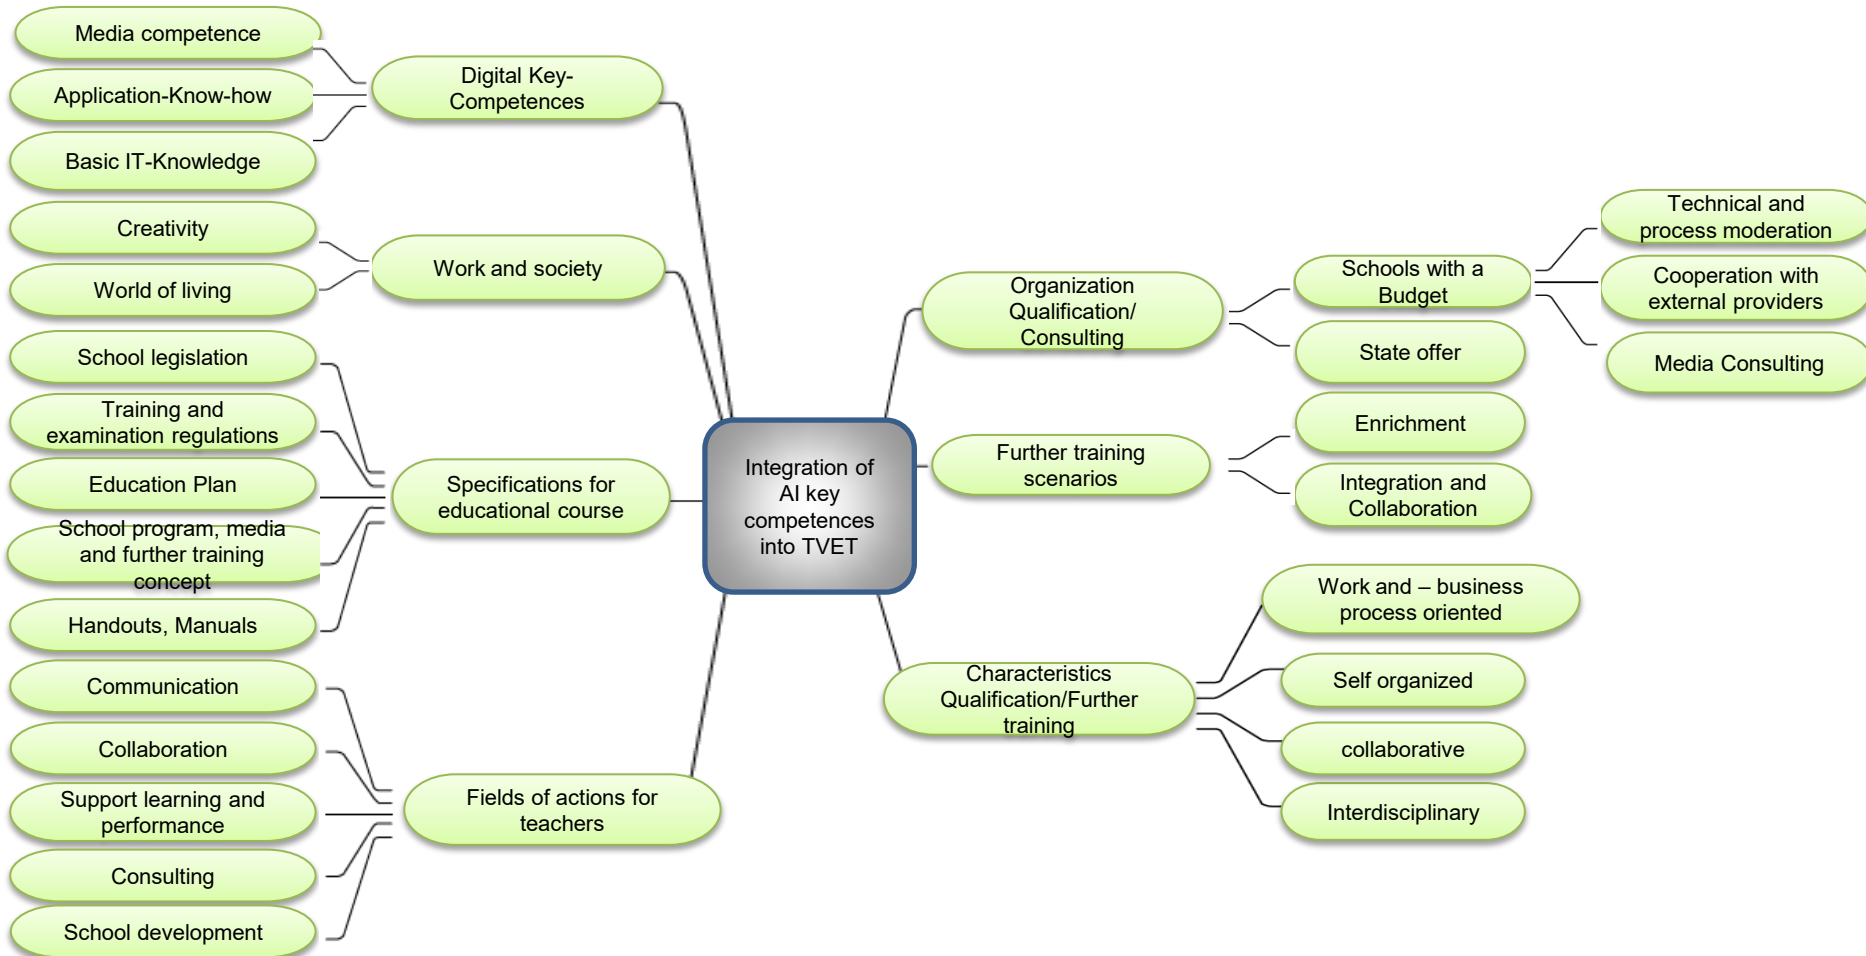 Media competence
Application-Know-how
Basic IT-Knowledge
Digital Key-
Competences
Creativity
World of living
Work and society
School legislation
Training and
examination regulations
Education Plan
School program, media
and further training
concept
Handouts, Manuals
Specifications for
educational course
Communication
Collaboration
Support learning and
performance
Consulting
School development
Fields of actions for
teachers
Integration of
AI key
competences
into TVET
Organization
Qualification/
Consulting
Schools with a
Budget
State offer
Technical and
process moderation
Cooperation with
external providers
Media Consulting
Further training
scenarios
Enrichment
Integration and
Collaboration
Characteristics
Qualification/Further
training
Work and – business
process oriented
Self organized
collaborative
Interdisciplinary